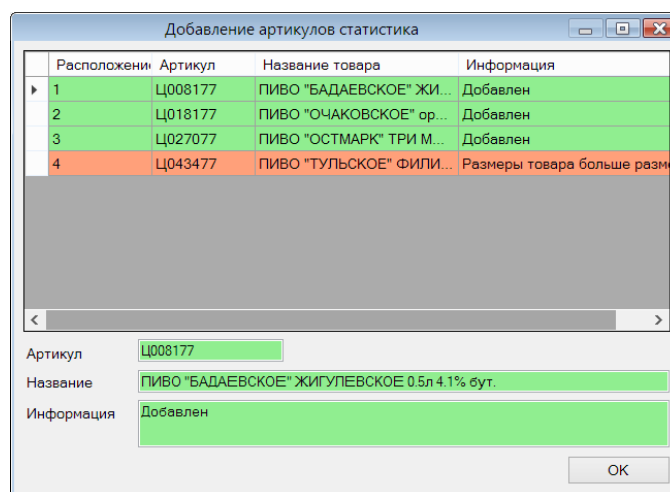 Добавление артикулов статистика
Расположени Артикул Название товара Информация
1 Ц008177 ПИВО "БАДАЕВСКОЕ" ЖИ... Добавлен
2 Ц018177 ПИВО "ОЧАКОВСКОЕ" ор... Добавлен
3 Ц027077 ПИВО "ОСТМАРК" ТРИ М... Добавлен
4 Ц043477 ПИВО "ТУЛЬСКОЕ" ФИЛИ... Размеры товара больше разме
Артикул Ц008177
Название ПИВО "БАДАЕВСКОЕ" ЖИГУЛЕВСКОЕ 0.5л 4.1% бут.
Информация Добавлен
OK